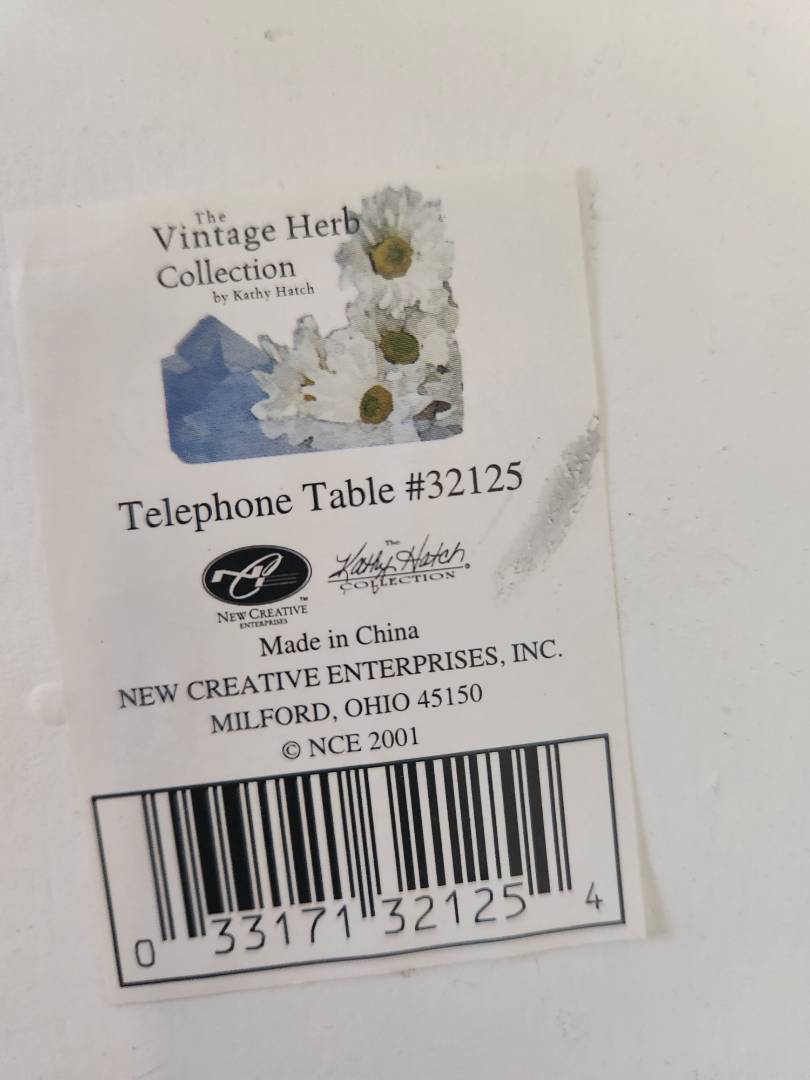 The
Vintage Herb
Collection
by Kathy Hatch
Telephone Table #32125
NEW CREATIVE ™
ENTERPRISES
The
Kathy Hatch
COLLECTION ®
Made in China
NEW CREATIVE ENTERPRISES, INC.
MILFORD, OHIO 45150
© NCE 2001
0 33171 32125 4